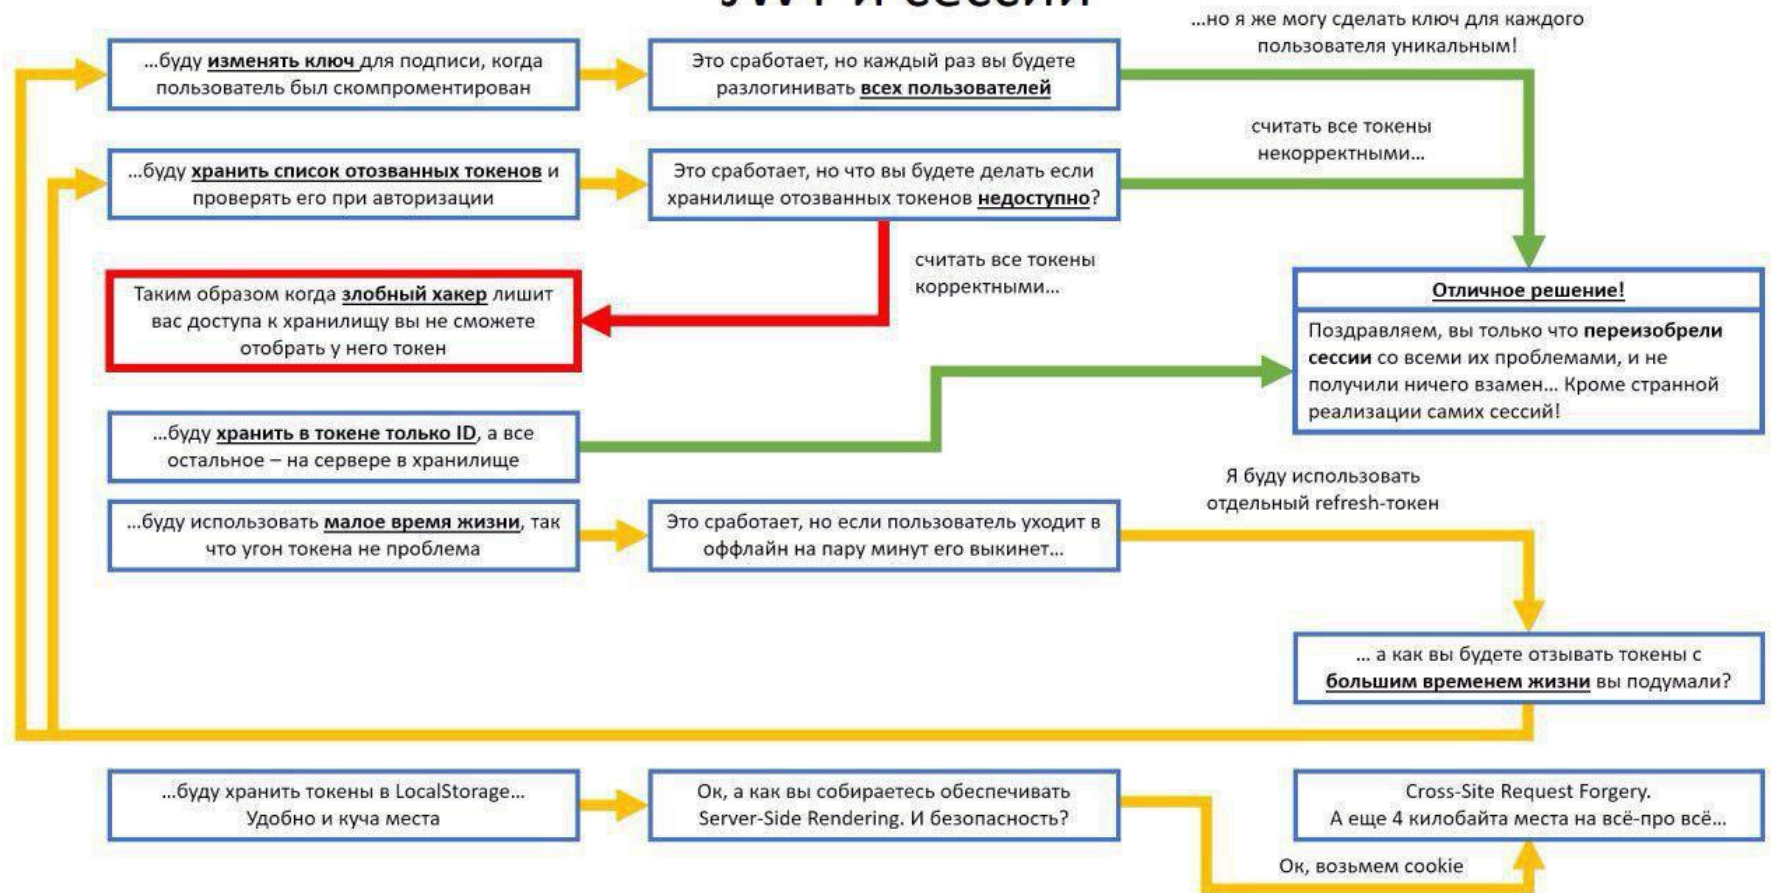 JWT и сессии
…но я же могу сделать ключ для каждого
пользователя уникальным!
…буду изменять ключ для подписи, когда
пользователь был скомпроментирован
Это сработает, но каждый раз вы будете
разлогинивать всех пользователей
считать все токены
некорректными…
…буду хранить список отозванных токенов и
проверять его при авторизации
Это сработает, но что вы будете делать если
хранилище отозванных токенов недоступно?
считать все токены
корректными…
Таким образом когда злобный хакер лишит
вас доступа к хранилищу вы не сможете
отобрать у него токен
Отличное решение!
Поздравляем, вы только что переизобрели
сессии со всеми их проблемами, и не
получили ничего взамен… Кроме странной
реализации самих сессий!
…буду хранить в токене только ID, а все
остальное – на сервере в хранилище
…буду использовать малое время жизни, так
что угон токена не проблема
Это сработает, но если пользователь уходит в
оффлайн на пару минут его выкинет…
Я буду использовать
отдельный refresh-токен
… а как вы будете отзывать токены с
большим временем жизни вы подумали?
…буду хранить токены в LocalStorage…
Удобно и куча места
Ок, а как вы собираетесь обеспечивать
Server-Side Rendering. И безопасность?
Ок, возьмем cookie
Cross-Site Request Forgery.
А еще 4 килобайта места на всё-про всё…